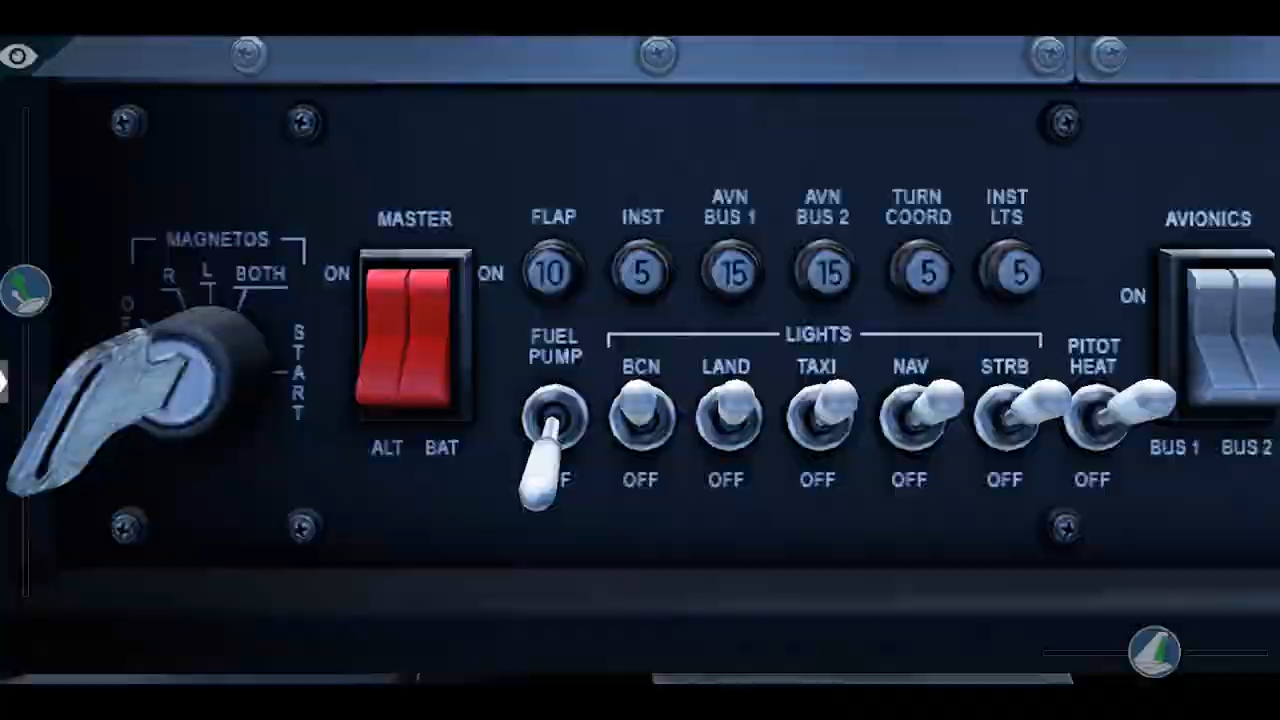 MAGNETOS
R L BOTH
START
MASTER
ON ON
ALT BAT
FLAP
INST
AVN
BUS 1
AVN
BUS 2
TURN
COORD
INST
LTS
10 5 15 15 5 5
FUEL
PUMP
LIGHTS
BCN LAND TAXI NAV STRB
PITOT
HEAT
F OFF OFF OFF OFF OFF OFF
AVIONICS
ON
BUS 1 BUS 2